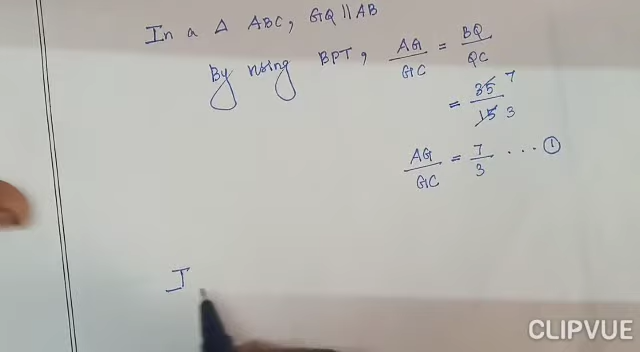 In a Δ ABC, GQ || AB
By using BPT, AG/GC = BQ/QC
= 35/15 7/3
AG/GC = 7/3 ... ①
I
CLIPVUE